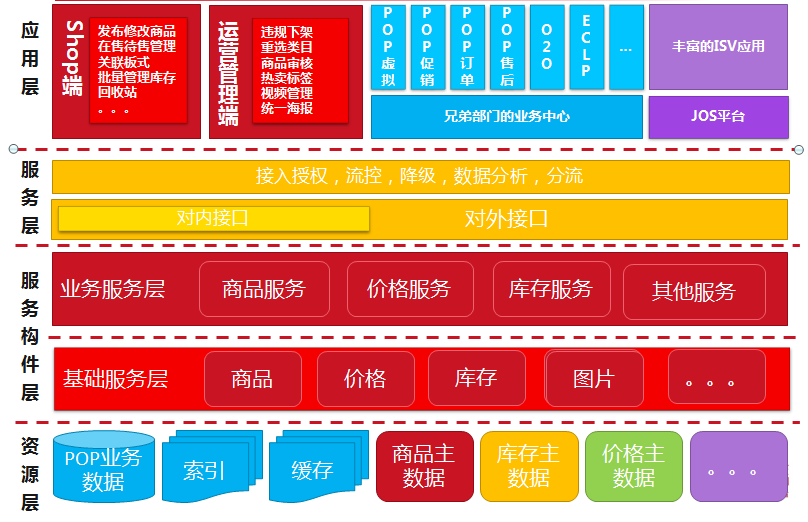 应用层
Shop端
发布修改商品
在售待售管理
关联板式
批量管理库存
回收站
。。。
运营管理端
违规下架
重选类目
商品审核
热卖标签
视频管理
统一海报
POP虚拟
POP促销
POP订单
POP售后
O2O
ECLP
...
兄弟部门的业务中心
丰富的ISV应用
JOS平台
服务层
接入授权，流控，降级，数据分析，分流
对内接口
对外接口
服务构件层
业务服务层
商品服务
价格服务
库存服务
其他服务
基础服务层
商品
价格
库存
图片
。。。
资源层
POP业务
数据
索引
缓存
商品主
数据
库存主
数据
价格主
数据
。。。